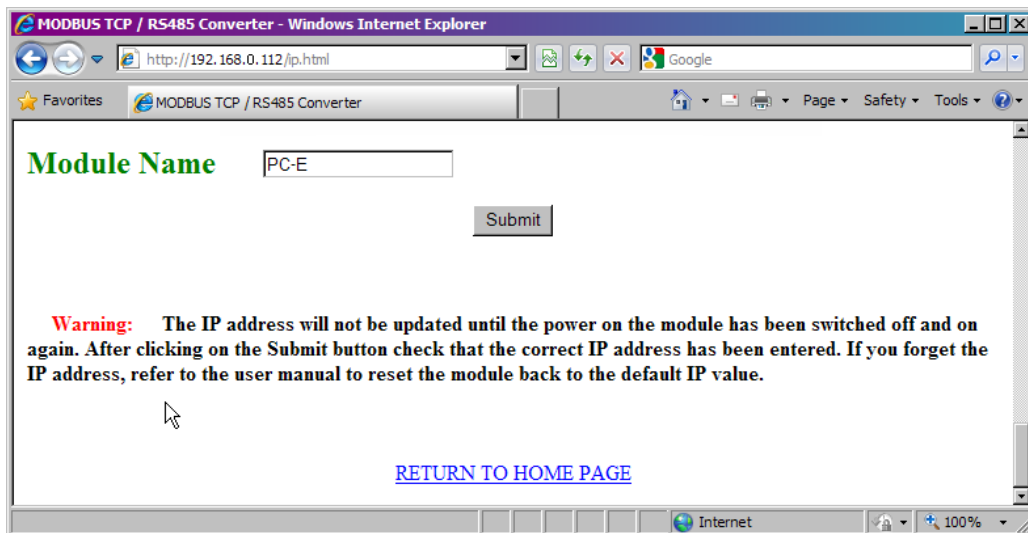 MODBUS TCP / RS485 Converter - Windows Internet Explorer
http://192.168.0.112/ip.html
Google
Favorites
MODBUS TCP / RS485 Converter
Page
Safety
Tools
Module Name
PC-E
Submit
Warning: The IP address will not be updated until the power on the module has been switched off and on
again. After clicking on the Submit button check that the correct IP address has been entered. If you forget the
IP address, refer to the user manual to reset the module back to the default IP value.
RETURN TO HOME PAGE
Internet
100%